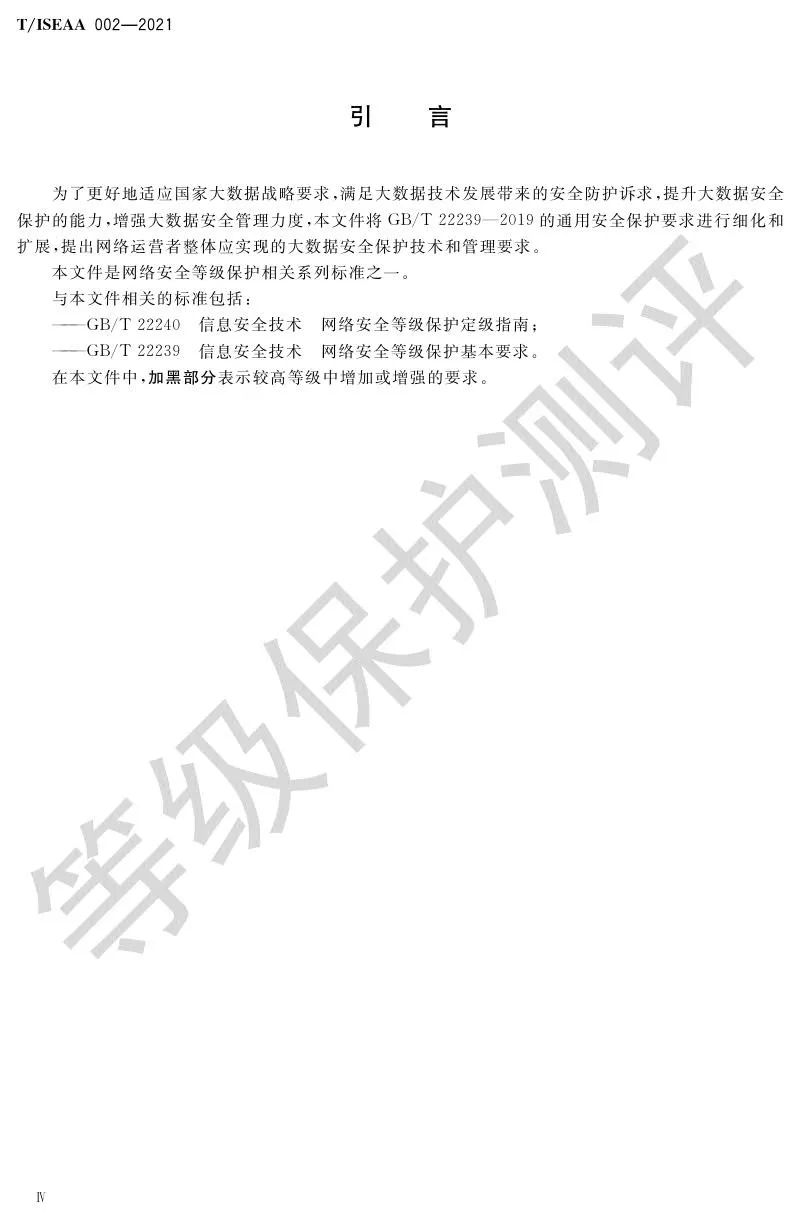 T/ISEAA 002—2021
引 言
为了更好地适应国家大数据战略要求,满足大数据技术发展带来的安全防护诉求,提升大数据安全
保护的能力,增强大数据安全管理力度,本文件将 GB/T 22239—2019 的通用安全保护要求进行细化和
扩展,提出网络运营者整体应实现的大数据安全保护技术和管理要求。
本文件是网络安全等级保护相关系列标准之一。
与本文件相关的标准包括:
——GB/T 22240 信息安全技术 网络安全等级保护定级指南;
——GB/T 22239 信息安全技术 网络安全等级保护基本要求。
在本文件中,加黑部分表示较高等级中增加或增强的要求。
等级保护测评
Ⅳ